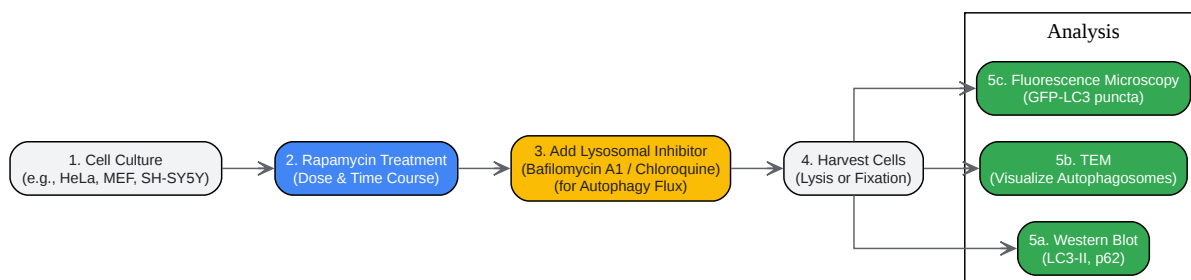 Analysis
1. Cell Culture
(e.g., HeLa, MEF, SH-SY5Y)
2. Rapamycin Treatment
(Dose & Time Course)
3. Add Lysosomal Inhibitor
(Bafilomycin A1 / Chloroquine)
(for Autophagy Flux)
4. Harvest Cells
(Lysis or Fixation)
5c. Fluorescence Microscopy
(GFP-LC3 puncta)
5b. TEM
(Visualize Autophagosomes)
5a. Western Blot
(LC3-II, p62)